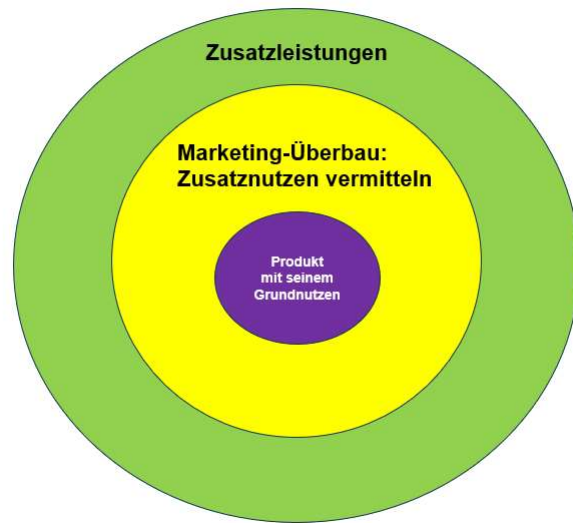 Zusatzleistungen
Marketing-Überbau:
Zusatznutzen vermitteln
Produkt
mit seinem
Grundnutzen